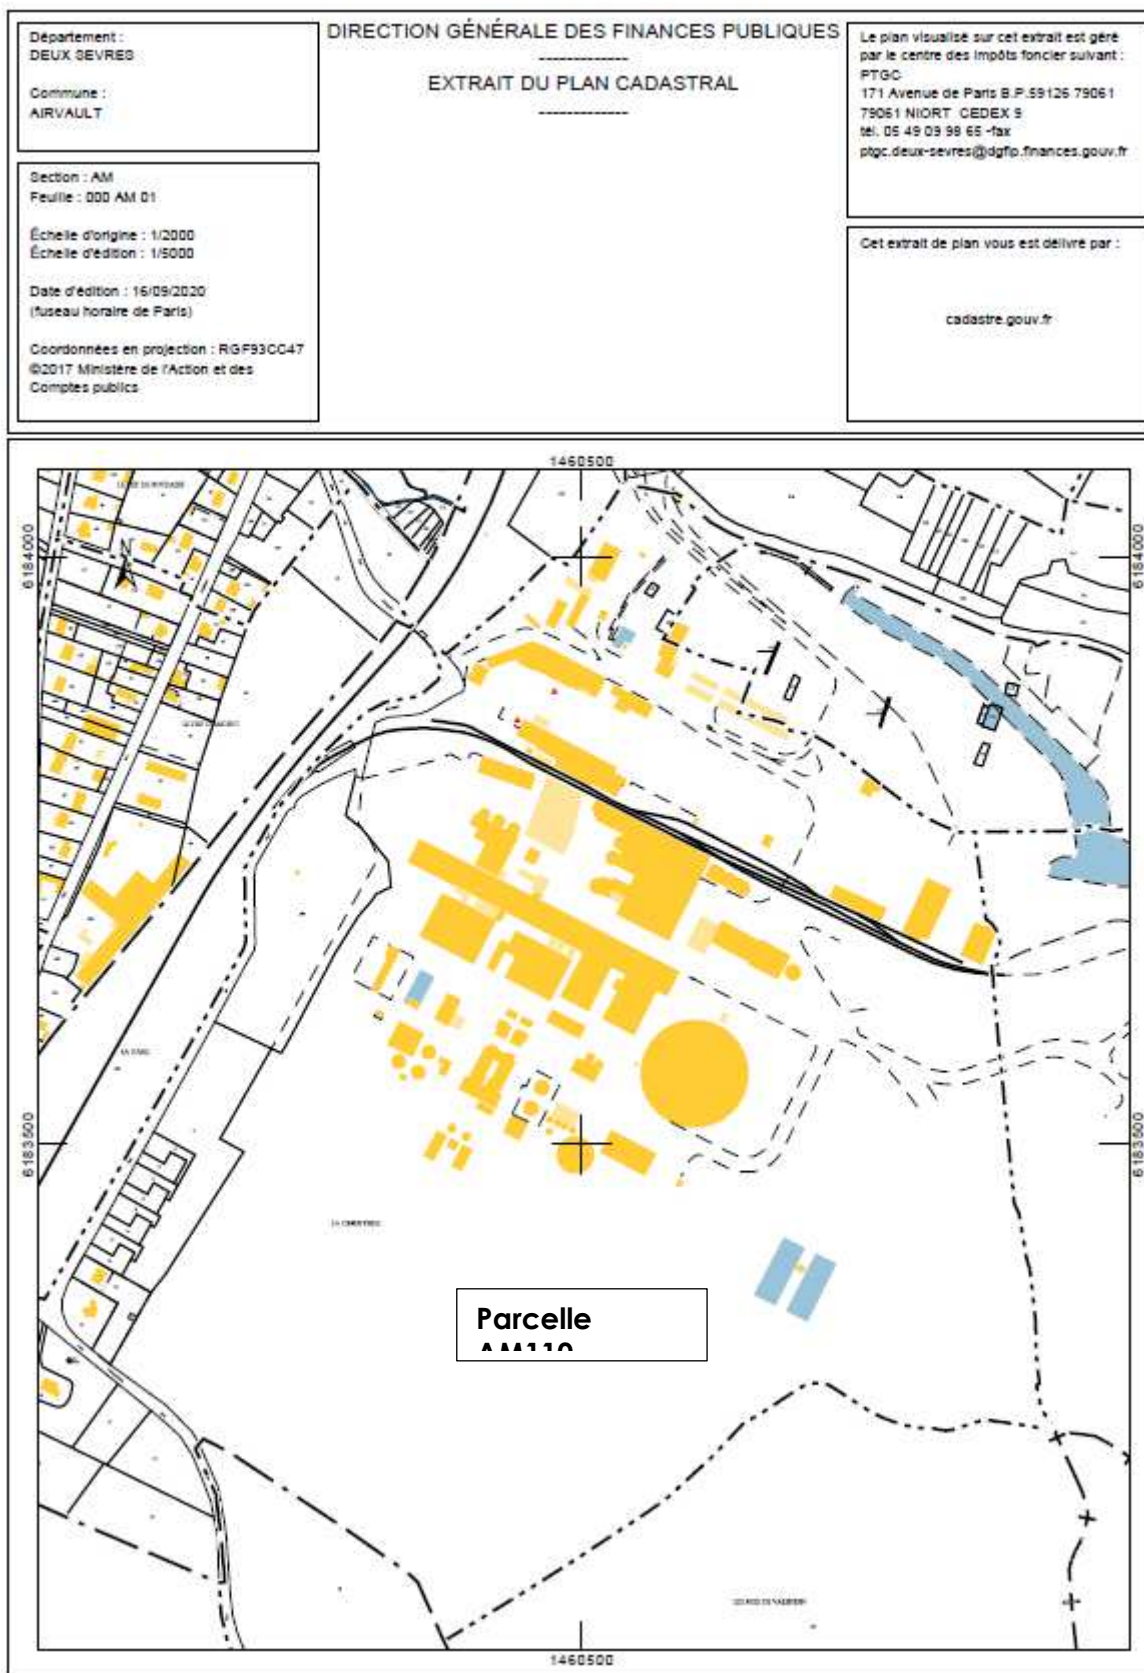 Département :
DEUX SEVRES
Commune :
AIRVAULT
Section : AM
Feuille : 000 AM 01
Échelle d'origine : 1/2000
Échelle d'édition : 1/5000
Date d'édition : 16/09/2020
(fuseau horaire de Paris)
Coordonnées en projection : RGF93CC47
©2017 Ministère de l'Action et des
Comptes publics
DIRECTION GÉNÉRALE DES FINANCES PUBLIQUES
-------------
EXTRAIT DU PLAN CADASTRAL
-------------
Le plan visualisé sur cet extrait est géré
par le centre des impôts foncier suivant :
PTGC
171 Avenue de Paris B.P.59126 79061
79061 NIORT CEDEX 9
tél. 05 49 09 98 65 -fax
ptgc.deux-sevres@dgfip.finances.gouv.fr
Cet extrait de plan vous est délivré par :
cadastre.gouv.fr
1460500
6184000
6184000
N
LA GARE
6183500
6183500
Parcelle
AM110
1460500